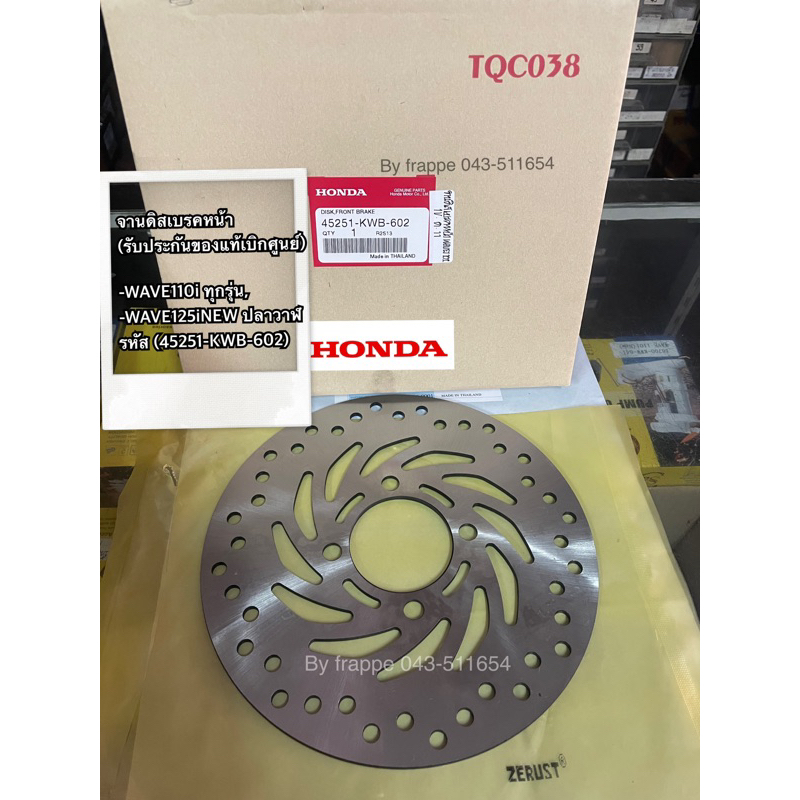 TQC038
By frappe 043-511654
HONDA
GENUINE PARTS
Honda Motor Co., Ltd.
DISK,FRONT BRAKE
45251-KWB-602
QTY 1 R2S13
Made in THAILAND
จานดิสเบรคหน้า
(รับประกันของแท้เบิกศูนย์)
-WAVE110i ทุกรุ่น,
-WAVE125iNEW ปลาวาฬ
รหัส (45251-KWB-602)
HONDA
MADE IN THAILAND
By frappe 043-511654
ZERUST®